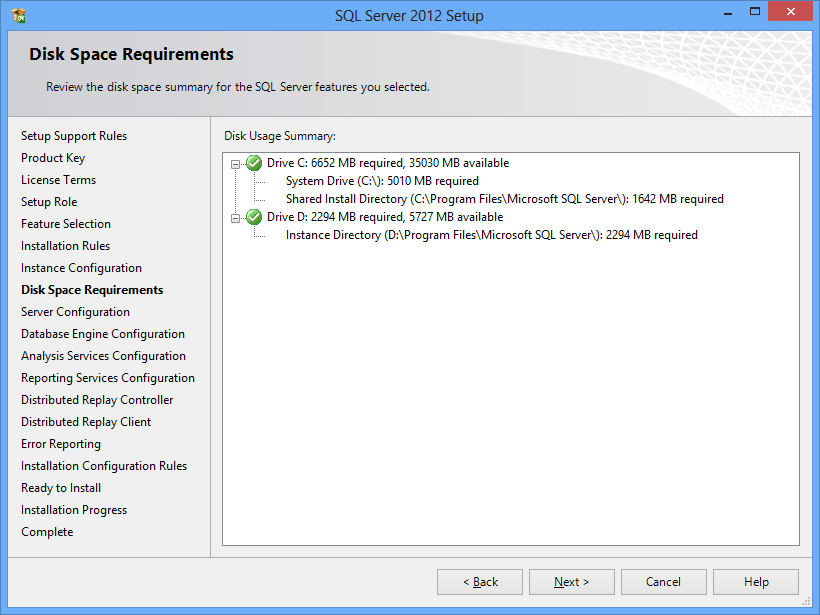 SQL Server 2012 Setup
Disk Space Requirements
Review the disk space summary for the SQL Server features you selected.
Setup Support Rules
Product Key
License Terms
Setup Role
Feature Selection
Installation Rules
Instance Configuration
Disk Space Requirements
Server Configuration
Database Engine Configuration
Analysis Services Configuration
Reporting Services Configuration
Distributed Replay Controller
Distributed Replay Client
Error Reporting
Installation Configuration Rules
Ready to Install
Installation Progress
Complete
Disk Usage Summary:
Drive C: 6652 MB required, 35030 MB available
System Drive (C:\): 5010 MB required
Shared Install Directory (C:\Program Files\Microsoft SQL Server\): 1642 MB required
Drive D: 2294 MB required, 5727 MB available
Instance Directory (D:\Program Files\Microsoft SQL Server\): 2294 MB required
< Back
Next >
Cancel
Help